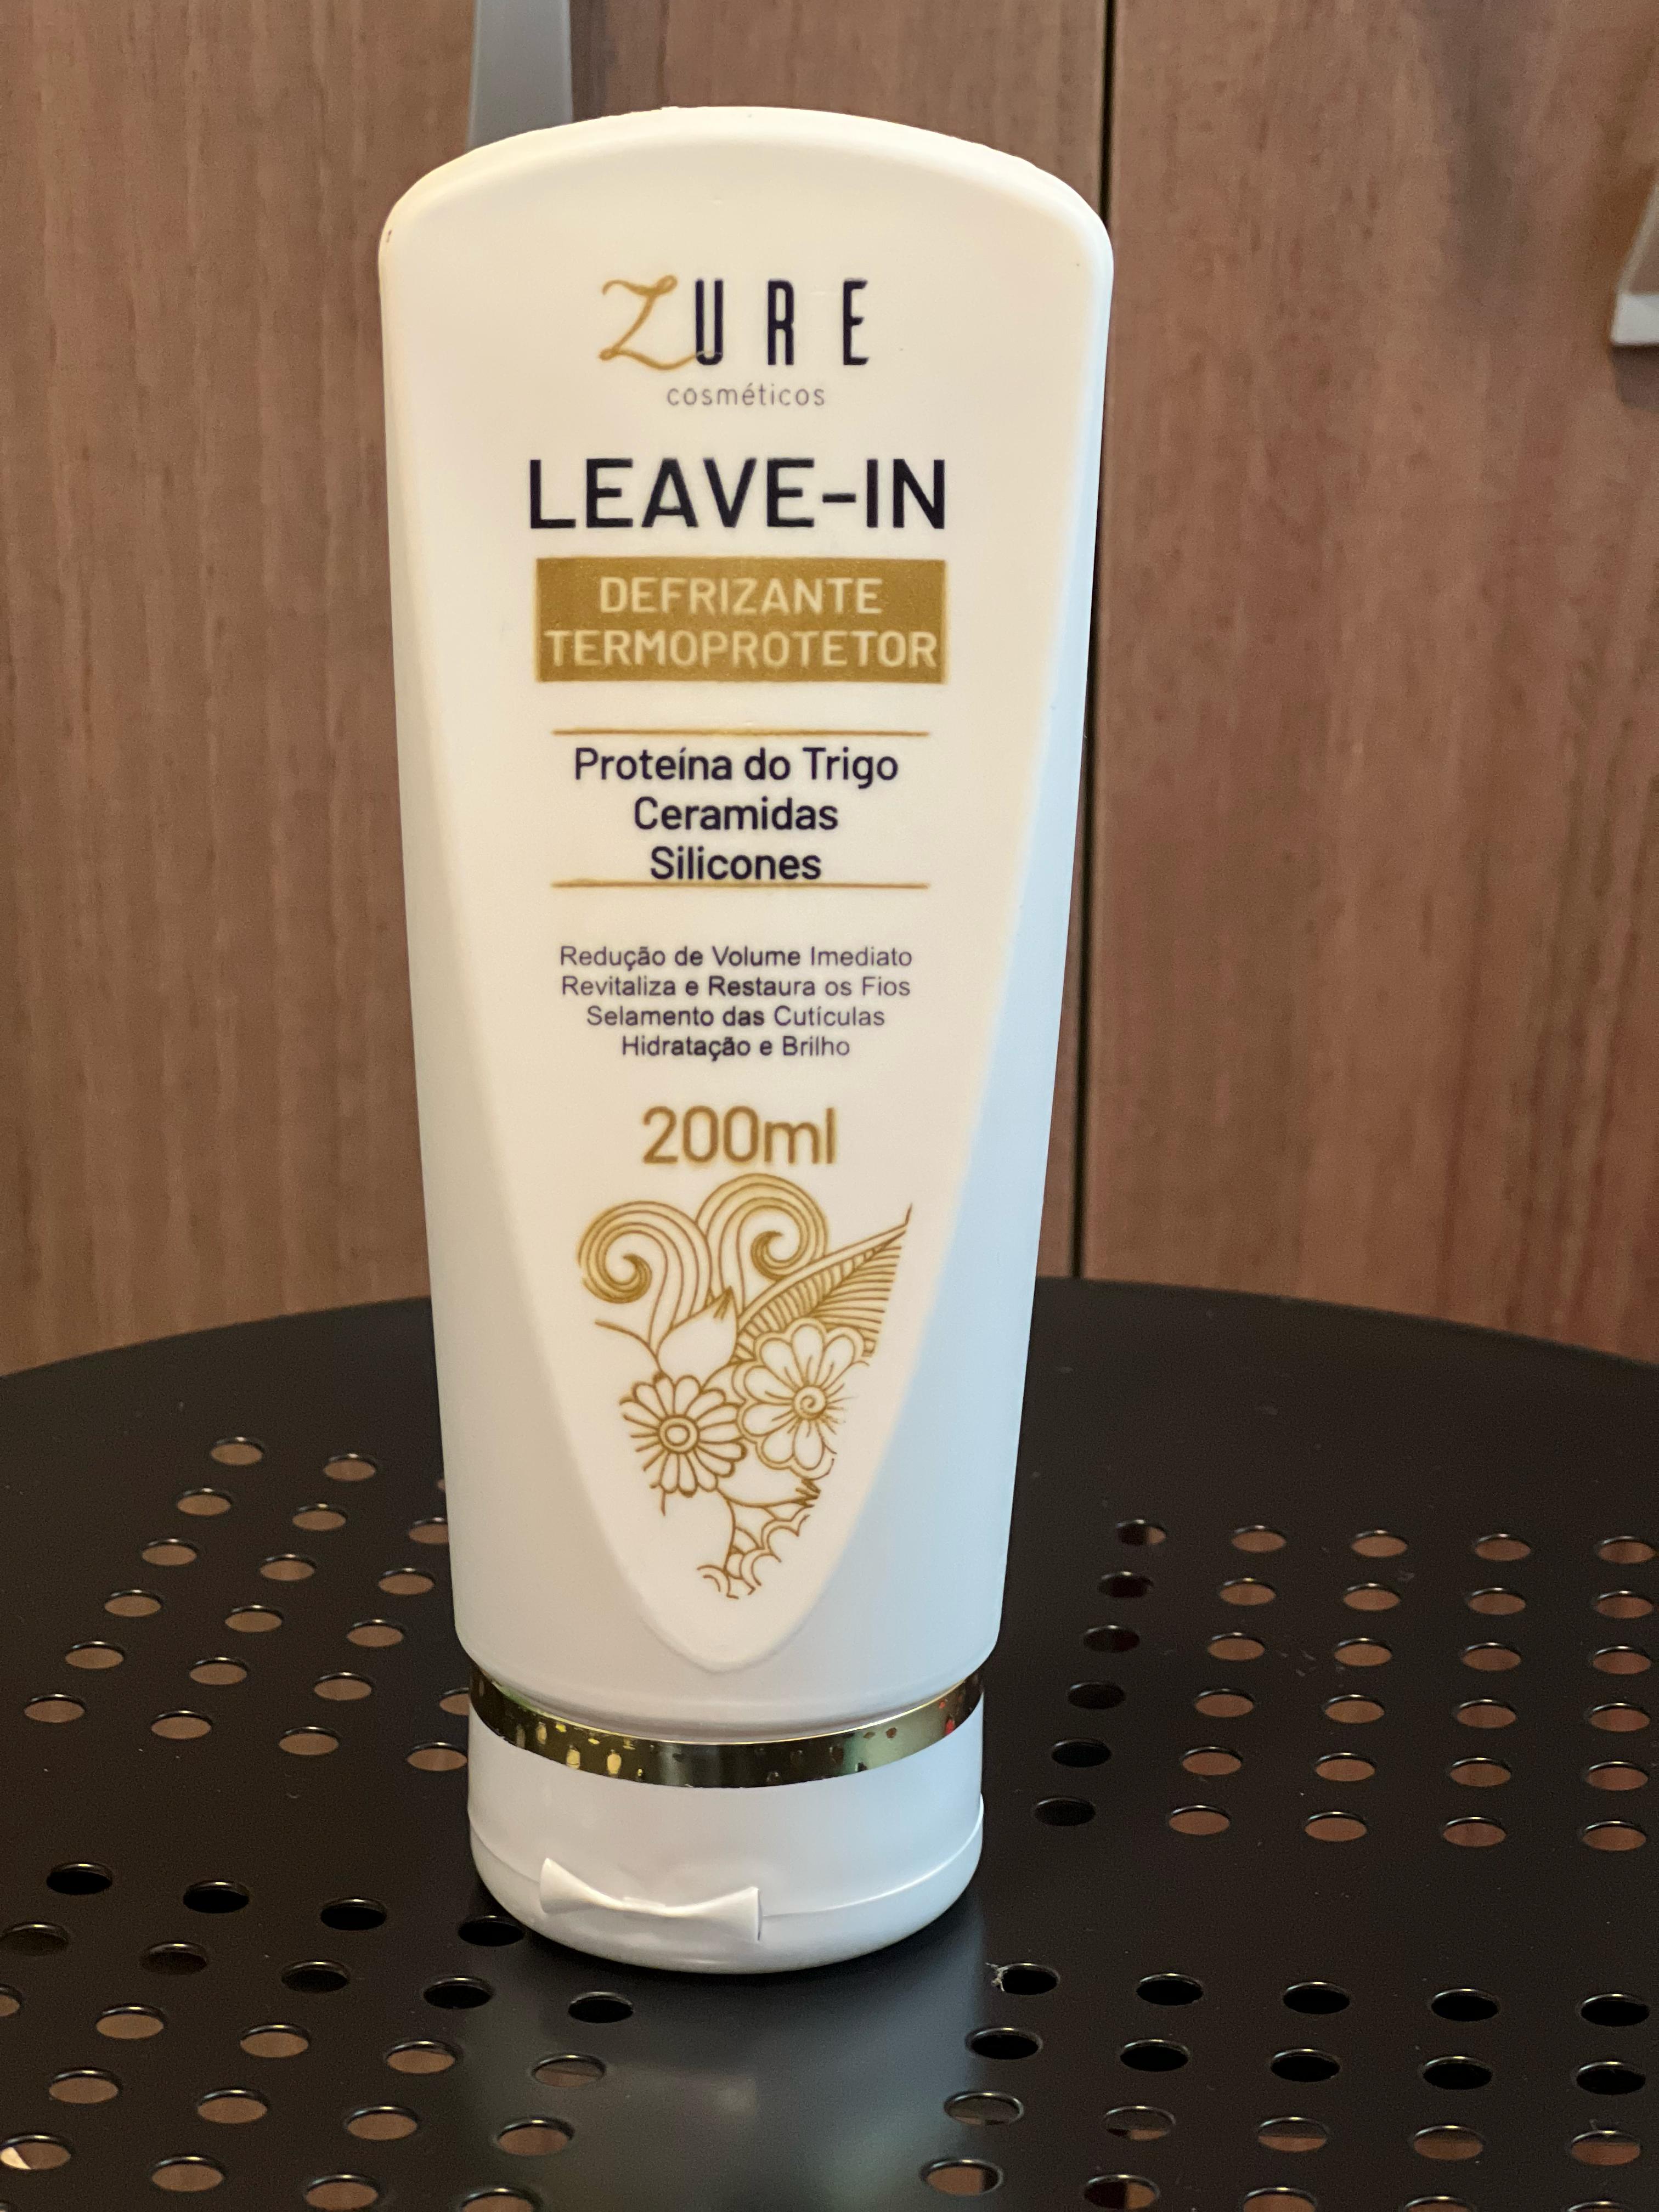 ZURE
cosméticos
LEAVE-IN
DEFRIZANTE
TERMOPROTETOR
Proteína do Trigo
Ceramidas
Silicones
Redução de Volume Imediato
Revitaliza e Restaura os Fios
Selamento das Cutículas
Hidratação e Brilho
200ml